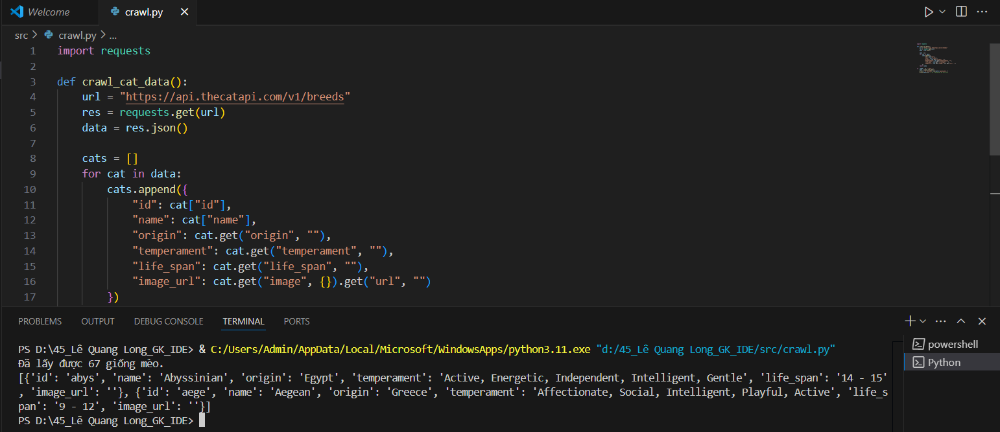 Welcome crawl.py
src > crawl.py > ...
1 import requests
2
3 def crawl_cat_data():
4     url = "https://api.thecatapi.com/v1/breeds"
5     res = requests.get(url)
6     data = res.json()
7
8     cats = []
9     for cat in data:
10         cats.append({
11             "id": cat["id"],
12             "name": cat["name"],
13             "origin": cat.get("origin", ""),
14             "temperament": cat.get("temperament", ""),
15             "life_span": cat.get("life_span", ""),
16             "image_url": cat.get("image", {}).get("url", "")
17         })
PROBLEMS OUTPUT DEBUG CONSOLE TERMINAL PORTS
PS D:\45_Lê Quang Long_GK_IDE> & C:/Users/Admin/AppData/Local/Microsoft/WindowsApps/python3.11.exe "d:/45_Lê Quang Long_GK_IDE/src/crawl.py"
Đã lấy được 67 giống mèo.
[{'id': 'abys', 'name': 'Abyssinian', 'origin': 'Egypt', 'temperament': 'Active, Energetic, Independent, Intelligent, Gentle', 'life_span': '14 - 15'
, 'image_url': ''}, {'id': 'aege', 'name': 'Aegean', 'origin': 'Greece', 'temperament': 'Affectionate, Social, Intelligent, Playful, Active', 'life_s
pan': '9 - 12', 'image_url': ''}]
PS D:\45_Lê Quang Long_GK_IDE>
powershell
Python